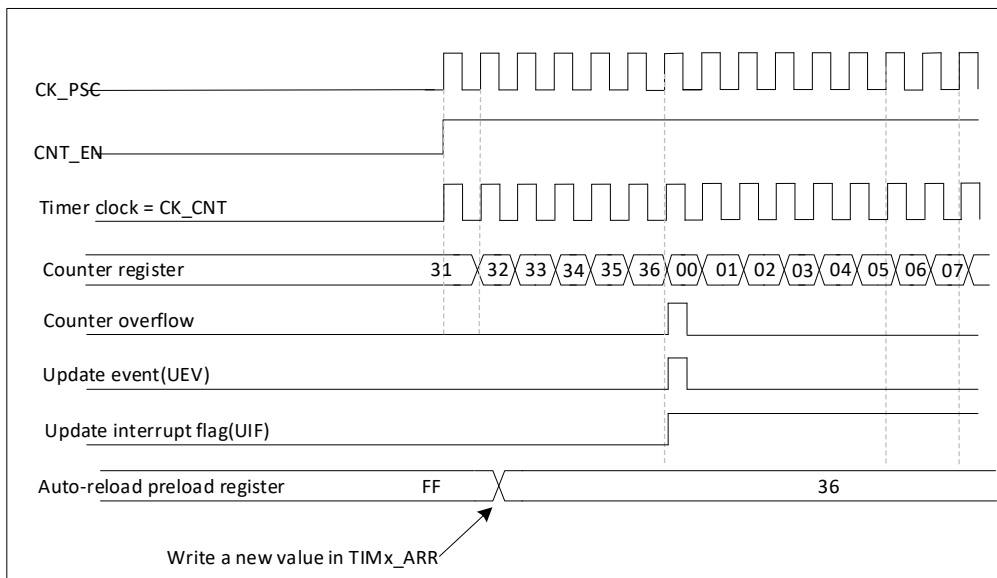 CK_PSC
CNT_EN
Timer clock = CK_CNT
Counter register 31 32 33 34 35 36 00 01 02 03 04 05 06 07
Counter overflow
Update event(UEV)
Update interrupt flag(UIF)
Auto-reload preload register FF 36
Write a new value in TIMx_ARR